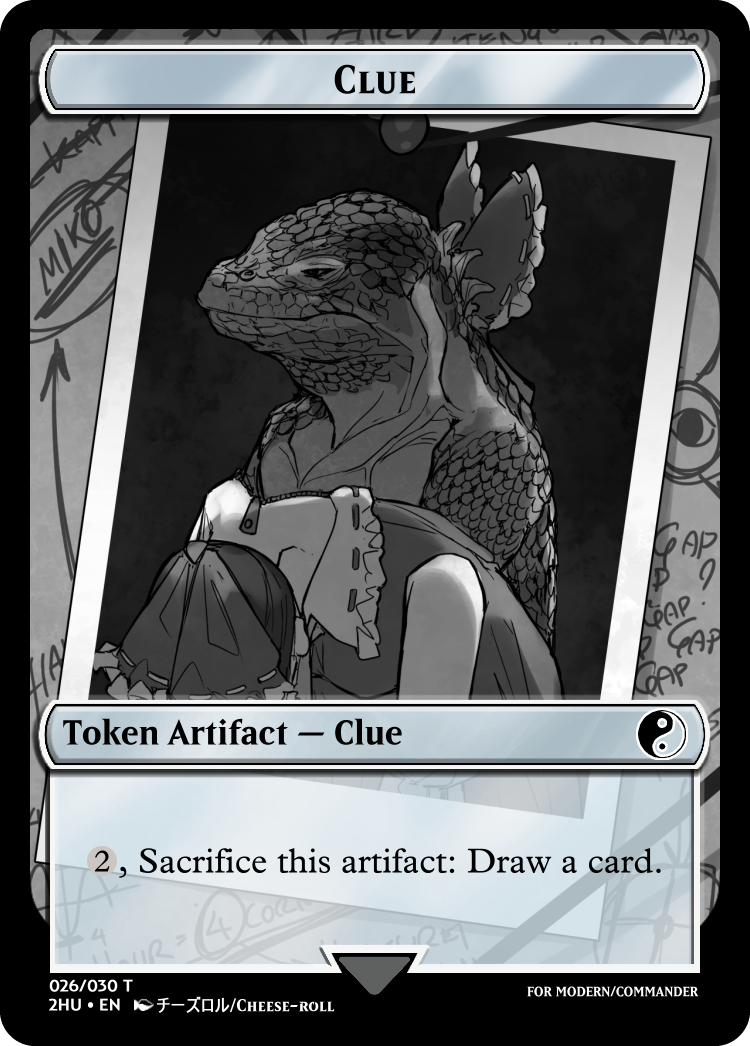 CLUE
MIKO
GAP
GAP
GAP
GAP
Token Artifact — Clue
2, Sacrifice this artifact: Draw a card.
026/030 T
2HU • EN チーズロル/CHEESE-ROLL
FOR MODERN/COMMANDER